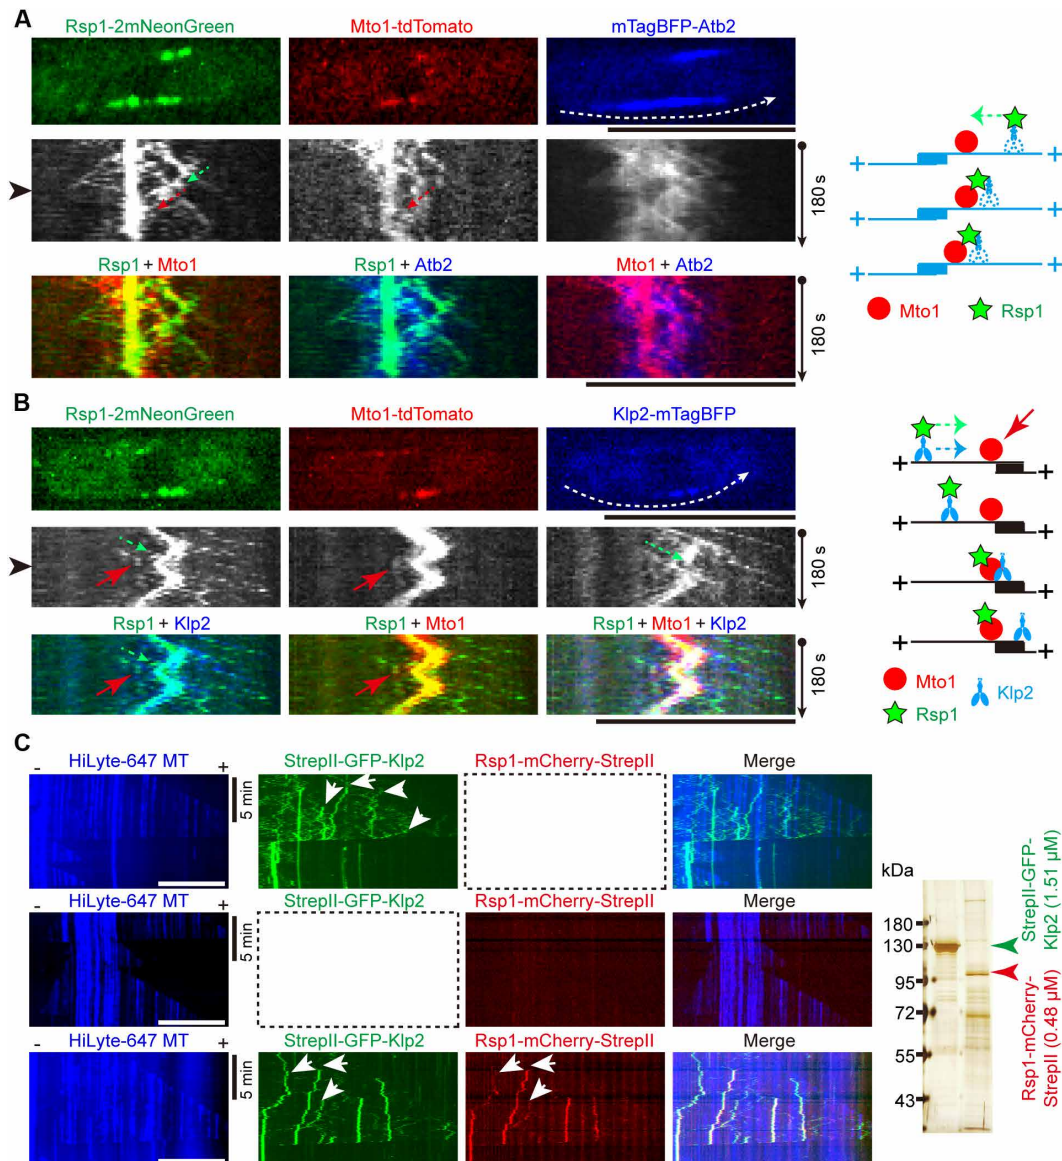 A
Rsp1-2mNeonGreen
Mto1-tdTomato
mTagBFP-Atb2
180 s
Rsp1 + Mto1
Rsp1 + Atb2
Mto1 + Atb2
180 s
+
+
+
+
+
+
Mto1
Rsp1
B
Rsp1-2mNeonGreen
Mto1-tdTomato
Klp2-mTagBFP
180 s
Rsp1 + Klp2
Rsp1 + Mto1
Rsp1 + Mto1 + Klp2
180 s
+
+
+
+
+
+
+
+
Mto1
Klp2
Rsp1
C
- HiLyte-647 MT +
StrepII-GFP-Klp2
Rsp1-mCherry-StrepII
Merge
5 min
- HiLyte-647 MT +
StrepII-GFP-Klp2
Rsp1-mCherry-StrepII
Merge
5 min
- HiLyte-647 MT +
StrepII-GFP-Klp2
Rsp1-mCherry-StrepII
Merge
5 min
kDa
180
130
95
72
55
43
StrepII-GFP-
Klp2 (1.51 µM)
Rsp1-mCherry-
StrepII (0.48 µM)